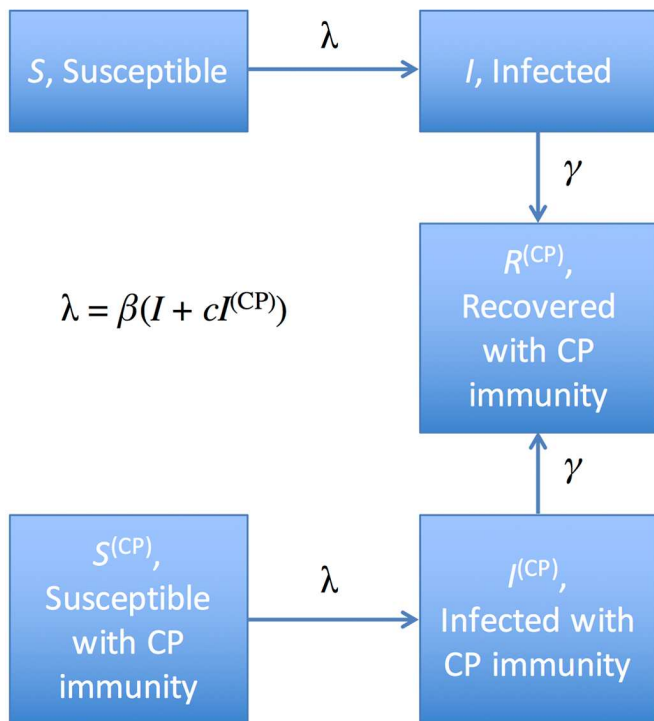 S, Susceptible
λ
I, Infected
γ
R(CP),
Recovered
with CP
immunity
λ = β(I + cI(CP))
γ
S(CP),
Susceptible
with CP
immunity
λ
I(CP),
Infected with
CP immunity